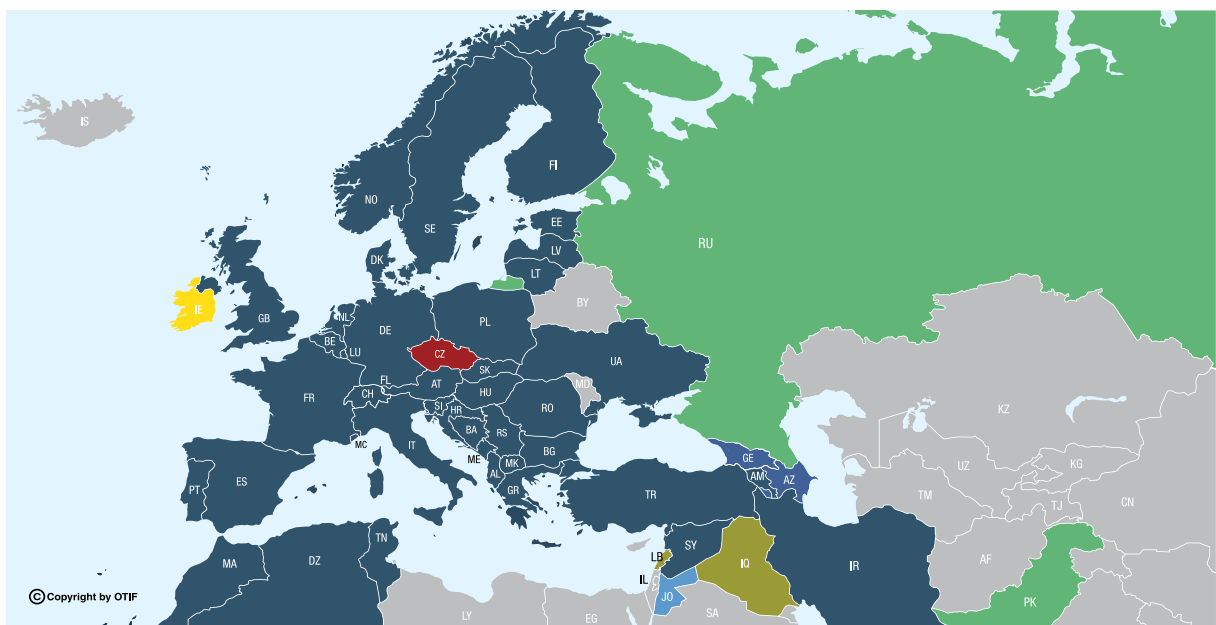 IS
NO
SE
FI
EE
LV
LT
DK
RU
IE
GB
NL
BE
LU
DE
PL
BY
CZ
SK
UA
FR
FL
CH
AT
HU
MD
RO
KZ
SI
HR
BA
RS
MC
IT
ME
MK
BG
AL
GR
PT
ES
TR
GE
AM
AZ
UZ
KG
TM
TJ
CN
MA
DZ
TN
LB
SY
IQ
IR
AF
IL
JO
PK
LY
EG
SA
© Copyright by OTIF